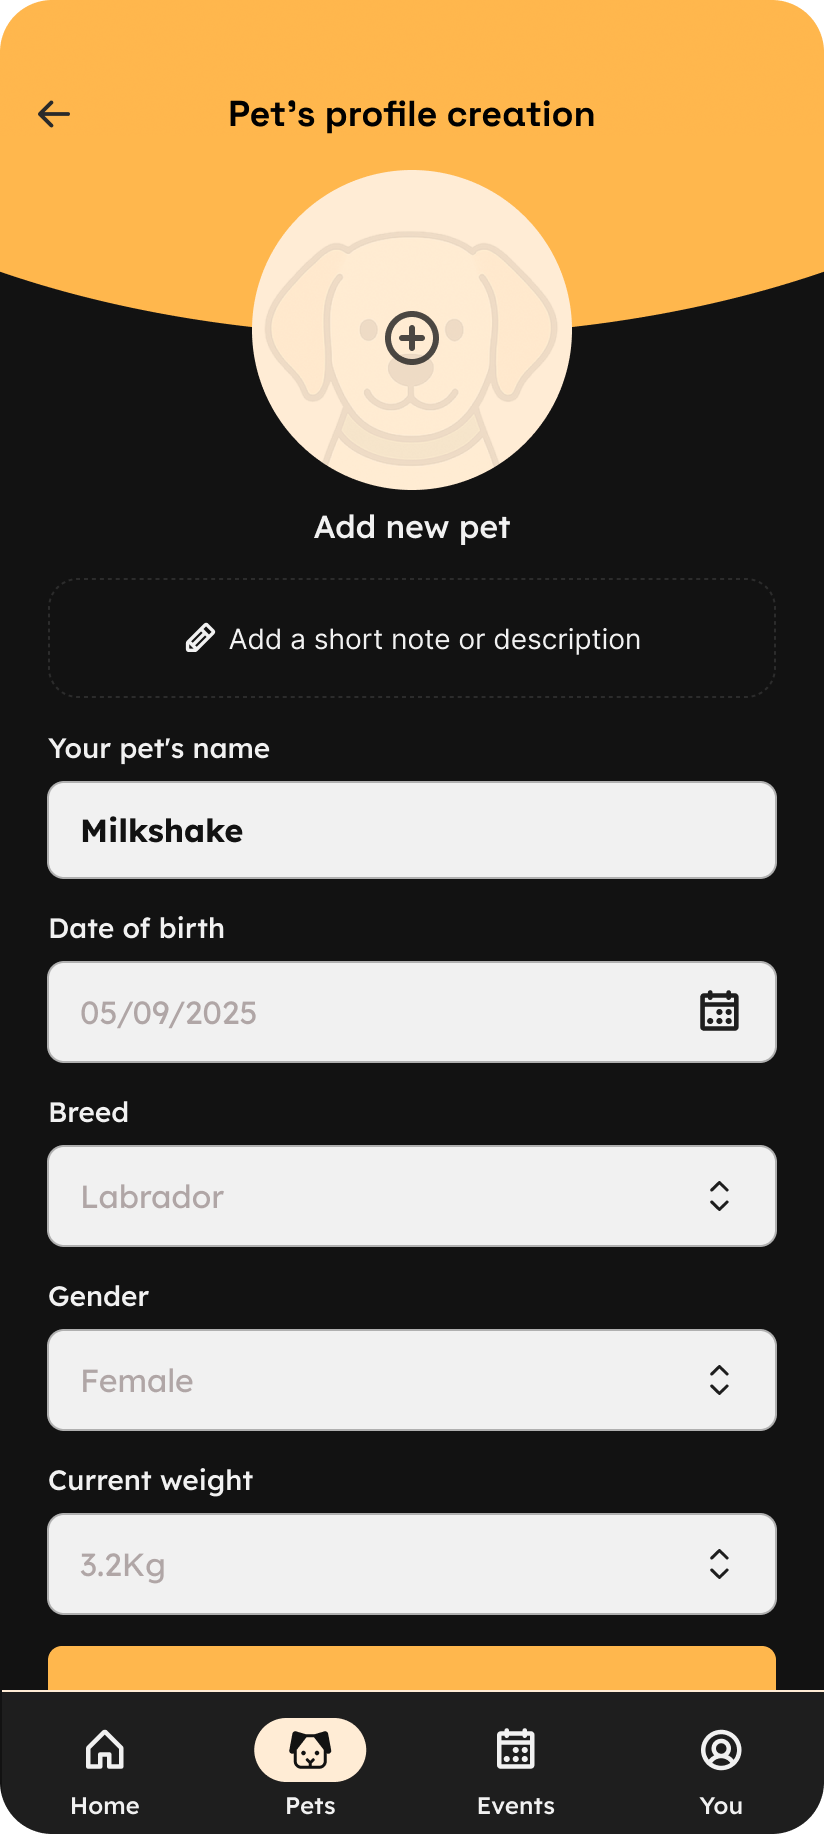 Pet’s profile creation
Add new pet
Add a short note or description
Your pet's name
Milkshake
Date of birth
05/09/2025
Breed
Labrador
Gender
Female
Current weight
3.2Kg
Home
Pets
Events
You